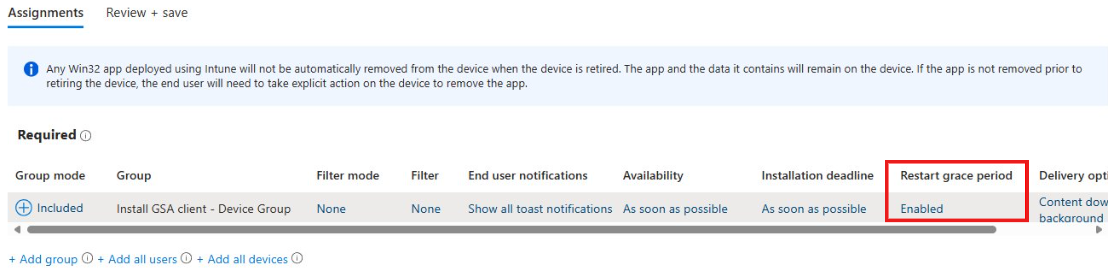 Assignments Review + save
Any Win32 app deployed using Intune will not be automatically removed from the device when the device is retired. The app and the data it contains will remain on the device. If the app is not removed prior to
retiring the device, the end user will need to take explicit action on the device to remove the app.
Required
Group mode Group Filter mode Filter End user notifications Availability Installation deadline Restart grace period Delivery opti
Included Install GSA client - Device Group None None Show all toast notifications As soon as possible As soon as possible Enabled Content dow
background
+ Add group + Add all users + Add all devices